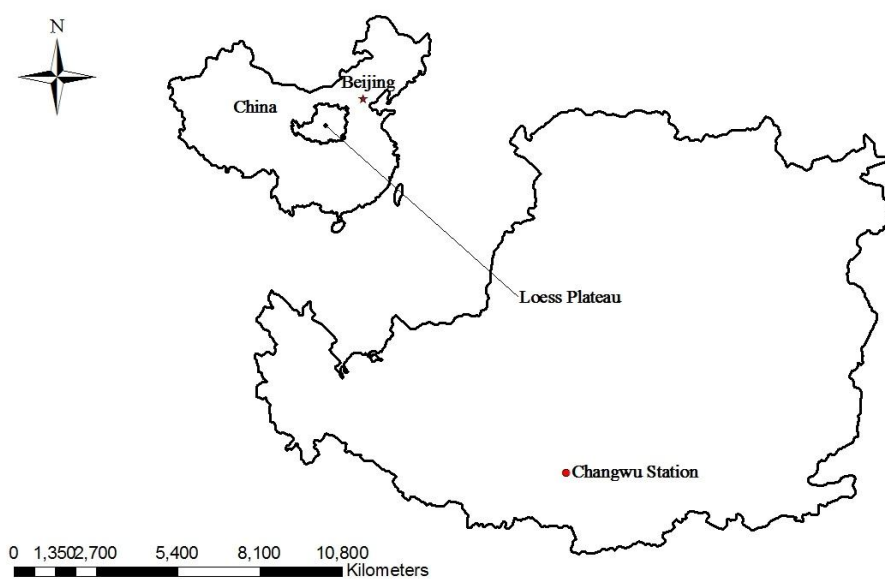 N
Beijing
China
Loess Plateau
Changwu Station
0 1,350 2,700 5,400 8,100 10,800
Kilometers